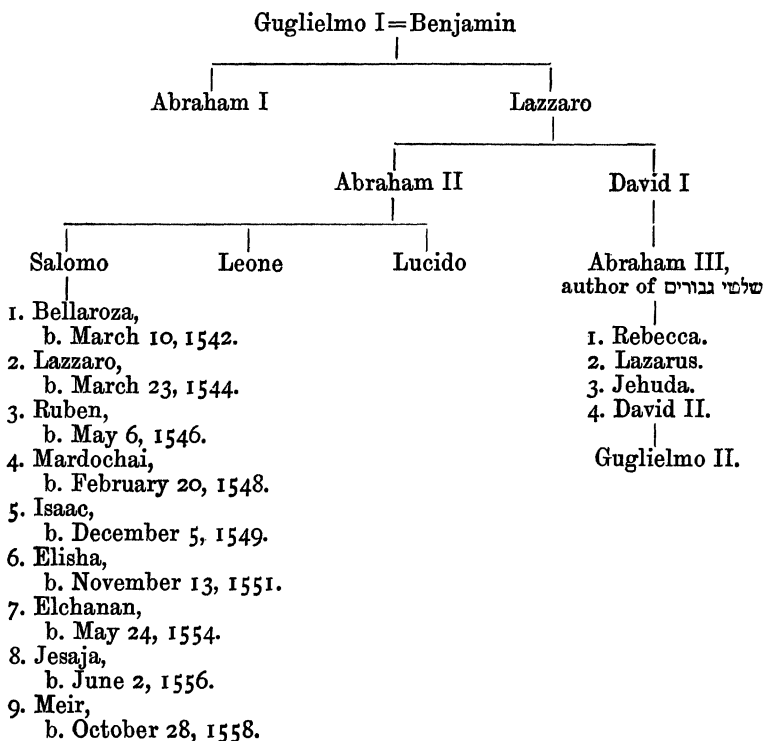 Guglielmo I=Benjamin
Abraham I Lazzaro
Abraham II David I
Salomo Leone Lucido Abraham III,
author of שלטי גבורים
1. Bellaroza,
b. March 10, 1542.
2. Lazzaro,
b. March 23, 1544.
3. Ruben,
b. May 6, 1546.
4. Mardochai,
b. February 20, 1548.
5. Isaac,
b. December 5, 1549.
6. Elisha,
b. November 13, 1551.
7. Elchanan,
b. May 24, 1554.
8. Jesaja,
b. June 2, 1556.
9. Meir,
b. October 28, 1558.
1. Rebecca.
2. Lazarus.
3. Jehuda.
4. David II.
Guglielmo II.